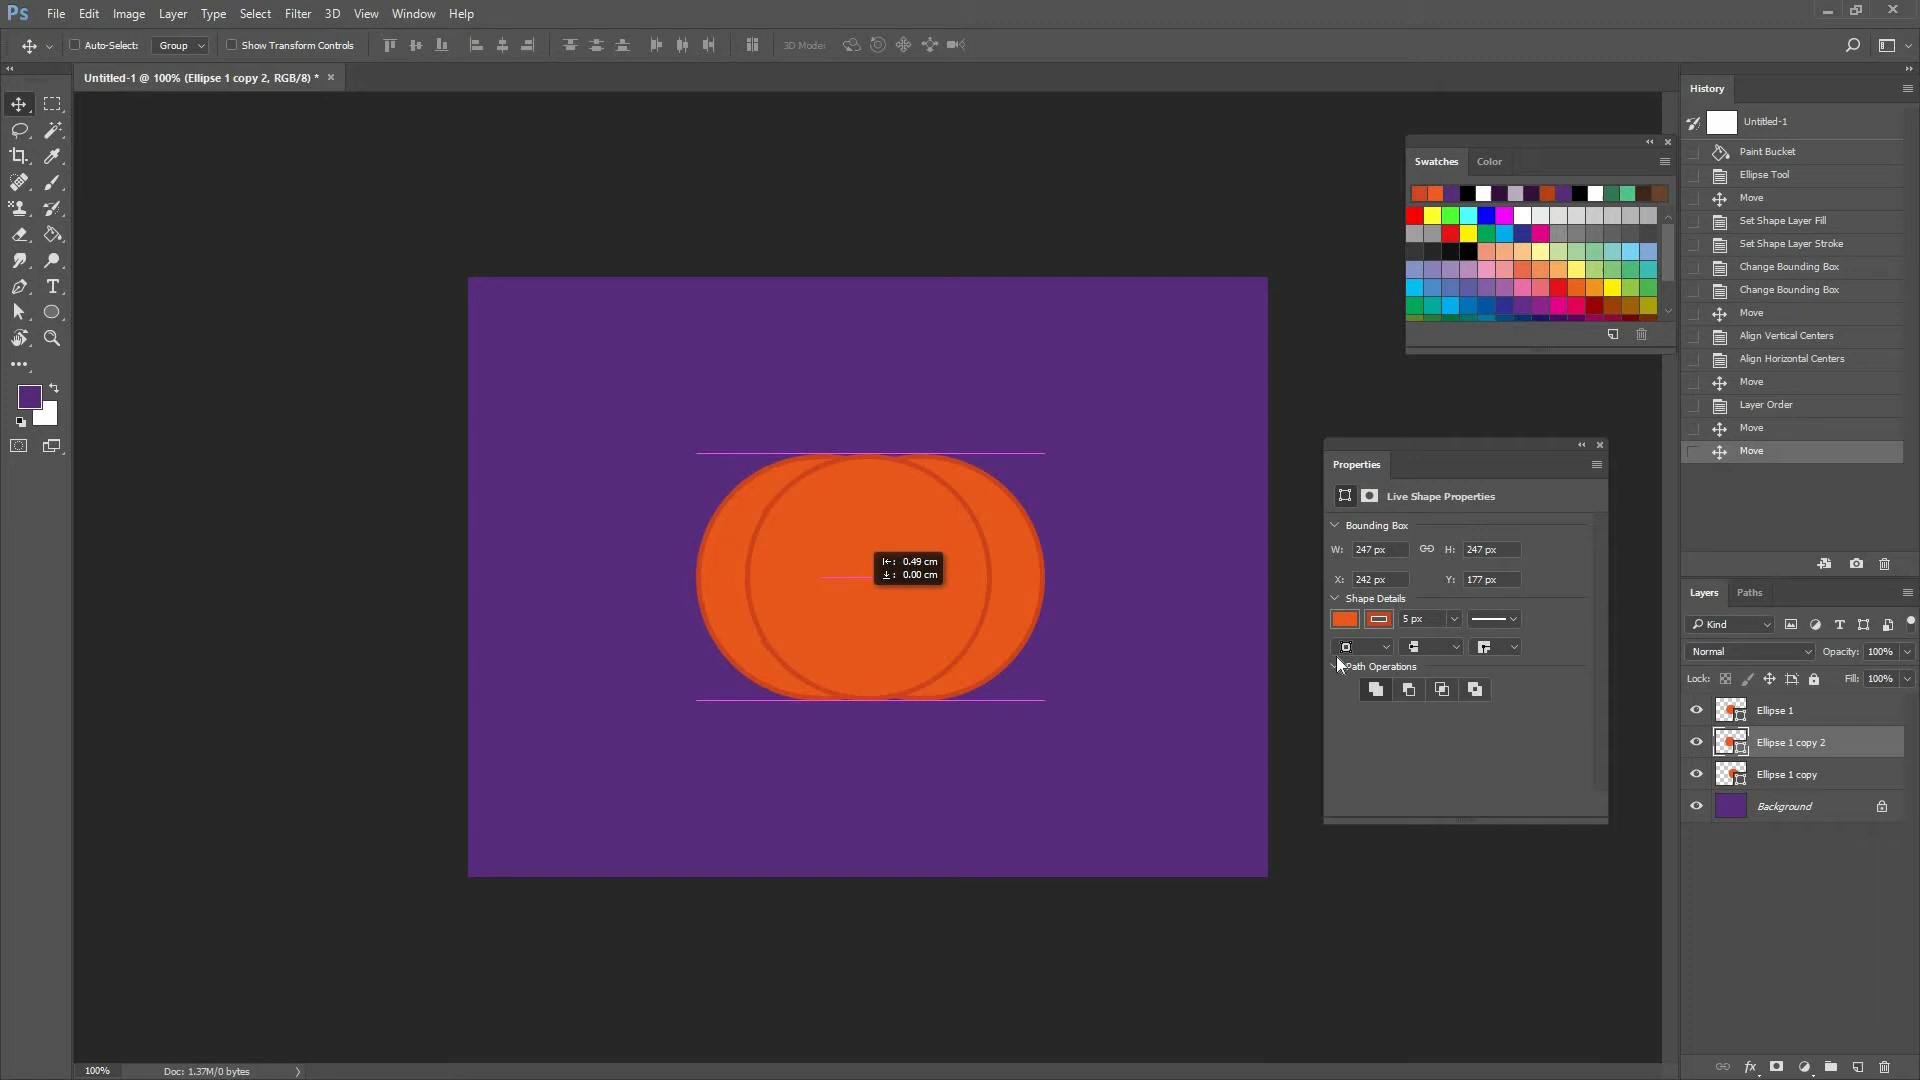 Ps File Edit Image Layer Type Select Filter 3D View Window Help
Auto-Select: Group Show Transform Controls 3D Mode:
Untitled-1 @ 100% (Ellipse 1 copy 2, RGB/8) * ×
History
Untitled-1
Paint Bucket
Ellipse Tool
Move
Set Shape Layer Fill
Set Shape Layer Stroke
Change Bounding Box
Change Bounding Box
Move
Align Vertical Centers
Align Horizontal Centers
Move
Layer Order
Move
Move
Swatches Color
0.49 cm
0.00 cm
Properties
Live Shape Properties
Bounding Box
W: 247 px H: 247 px
X: 242 px Y: 177 px
Shape Details
5 px
Path Operations
Layers Paths
Kind
Normal Opacity: 100%
Lock: Fill: 100%
Ellipse 1
Ellipse 1 copy 2
Ellipse 1 copy
Background
fx
100% Doc: 1.37M/0 bytes